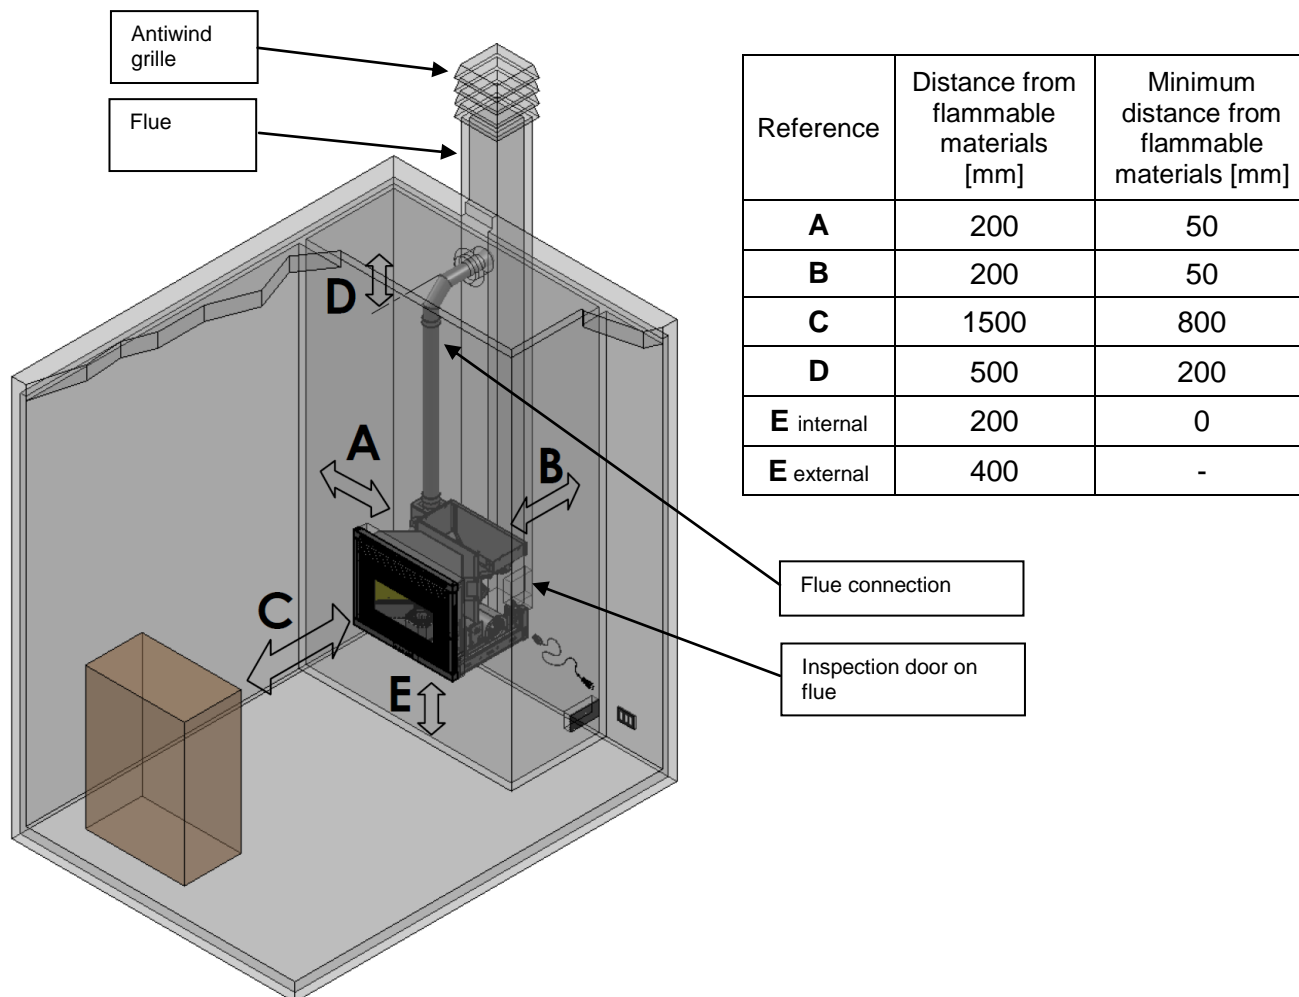 Antiwind
grille
Flue
Reference
Distance from
flammable
materials
[mm]
Minimum
distance from
flammable
materials [mm]
A 200 50
B 200 50
C 1500 800
D 500 200
E internal 200 0
E external 400 -
D
A
B
C
E
Flue connection
Inspection door on
flue